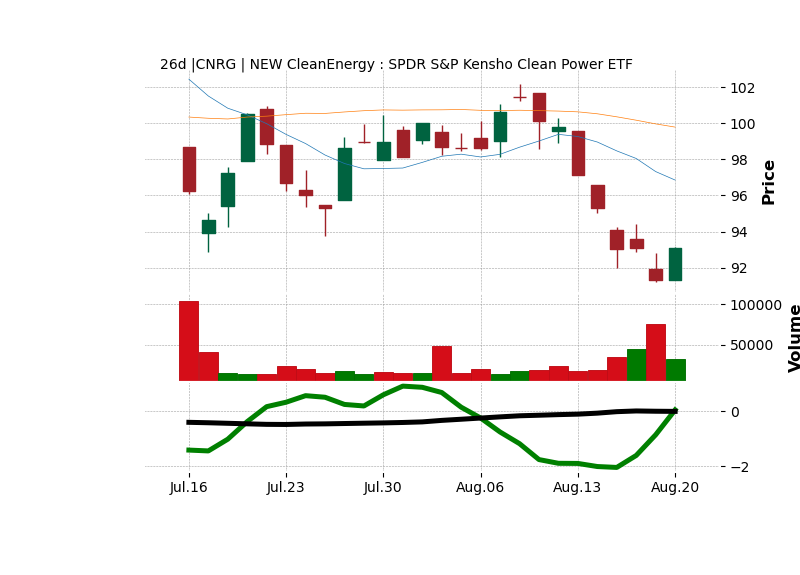 26d |CNRG | NEW CleanEnergy : SPDR S&P Kensho Clean Power ETF
102
100
98
96
94
92
Price
100000
50000
Volume
0
−2
Jul.16 Jul.23 Jul.30 Aug.06 Aug.13 Aug.20